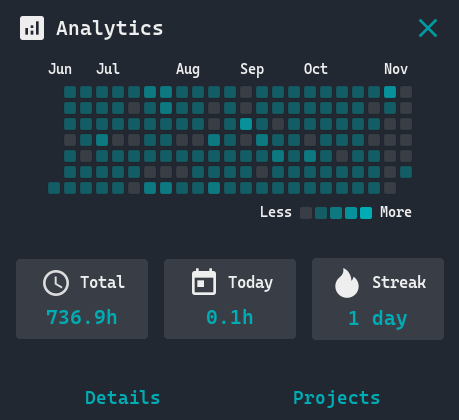 Analytics
Jun Jul Aug Sep Oct Nov
Less More
Total Today Streak
736.9h 0.1h 1 day
Details Projects